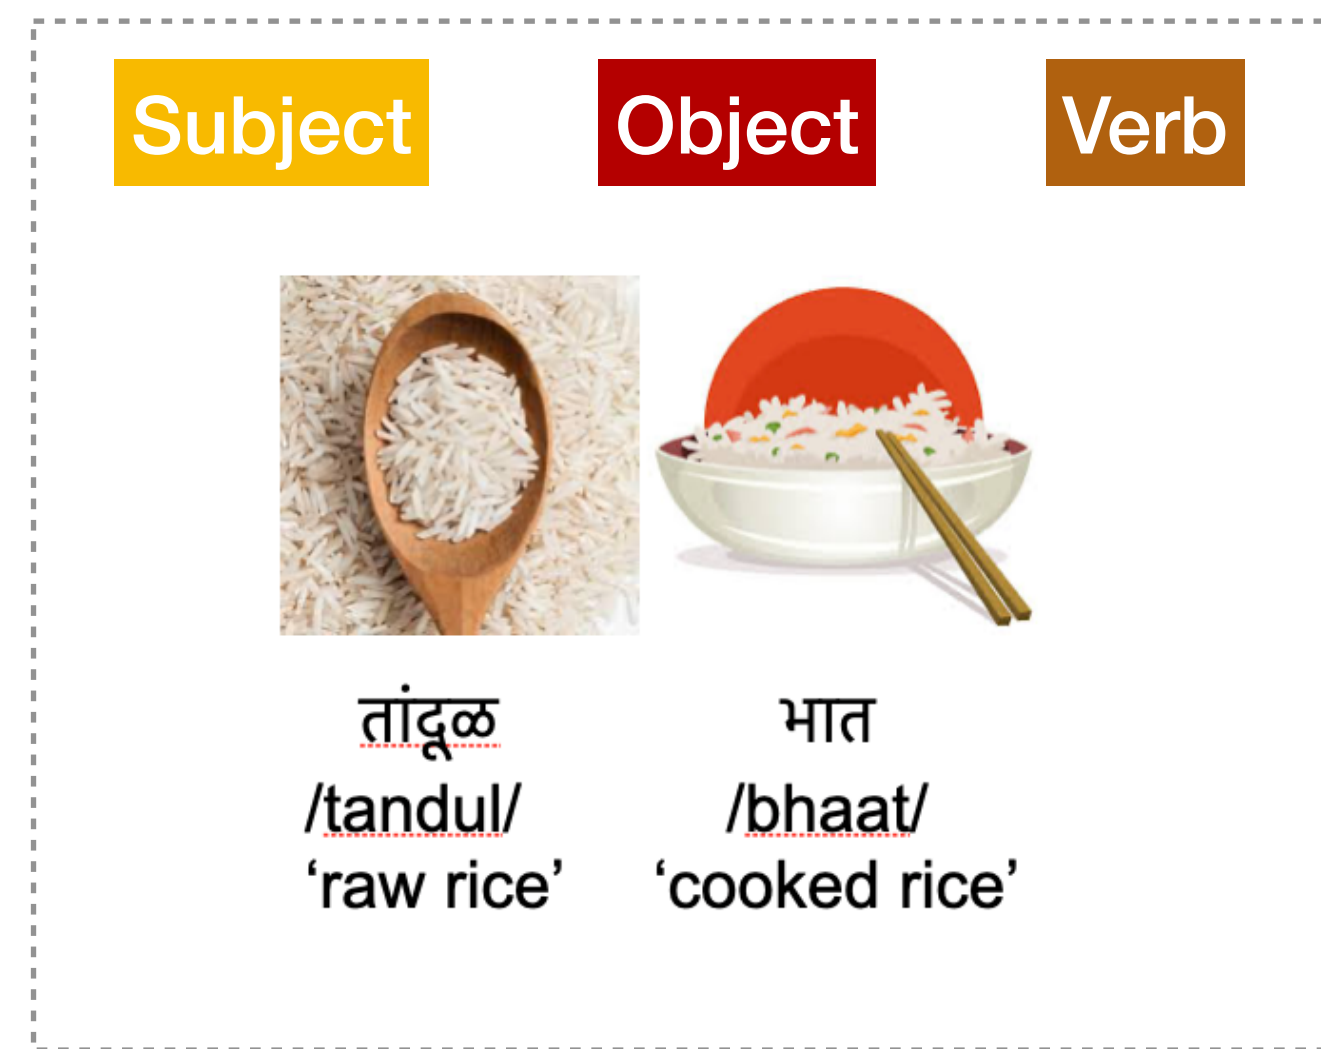 Subject Object Verb
तांदूळ भात
/tandul/ /bhaat/
‘raw rice’ ‘cooked rice’